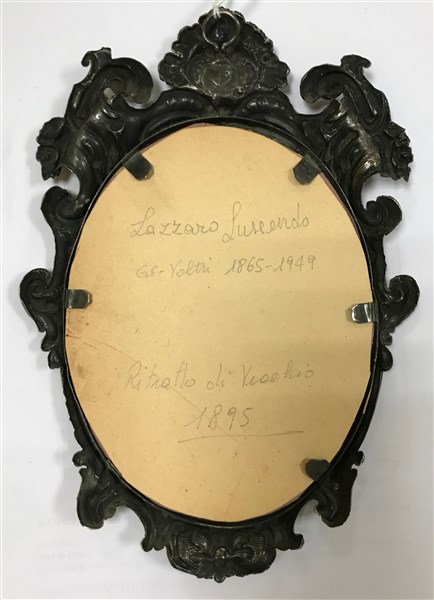 Lazzaro Luxardo
GE-Voltri 1865-1949
Ritratto di Vecchio
1895